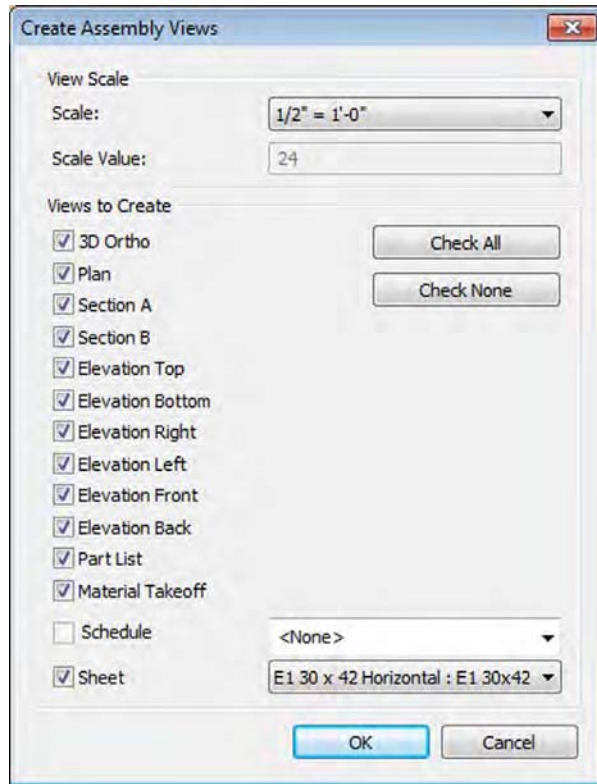 Create Assembly Views
View Scale
Scale: 1/2" = 1'-0"
Scale Value: 24
Views to Create
3D Ortho Check All
Plan
Check None
Section A
Section B
Elevation Top
Elevation Bottom
Elevation Right
Elevation Left
Elevation Front
Elevation Back
Part List
Material Takeoff
Schedule <None>
Sheet E1 30 x 42 Horizontal : E1 30x42
OK Cancel